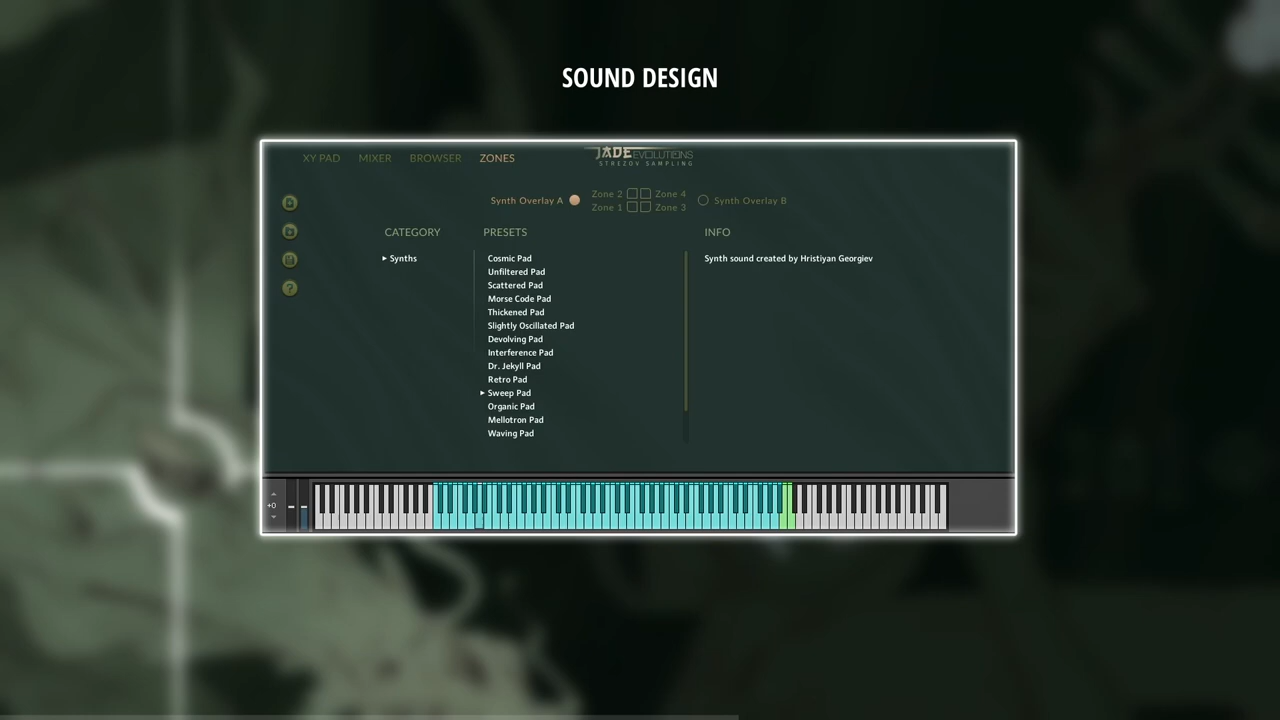 SOUND DESIGN
XY PAD MIXER BROWSER ZONES
JADE EVOLUTIONS
STREZOV SAMPLING
Synth Overlay A Zone 2 Zone 4 Synth Overlay B
Zone 1 Zone 3
CATEGORY PRESETS INFO
Synths Cosmic Pad Synth sound created by Hristiyan Georgiev
Unfiltered Pad
Scattered Pad
Morse Code Pad
Thickened Pad
Slightly Oscillated Pad
Devolving Pad
Interference Pad
Dr. Jekyll Pad
Retro Pad
Sweep Pad
Organic Pad
Mellotron Pad
Waving Pad
?
+0